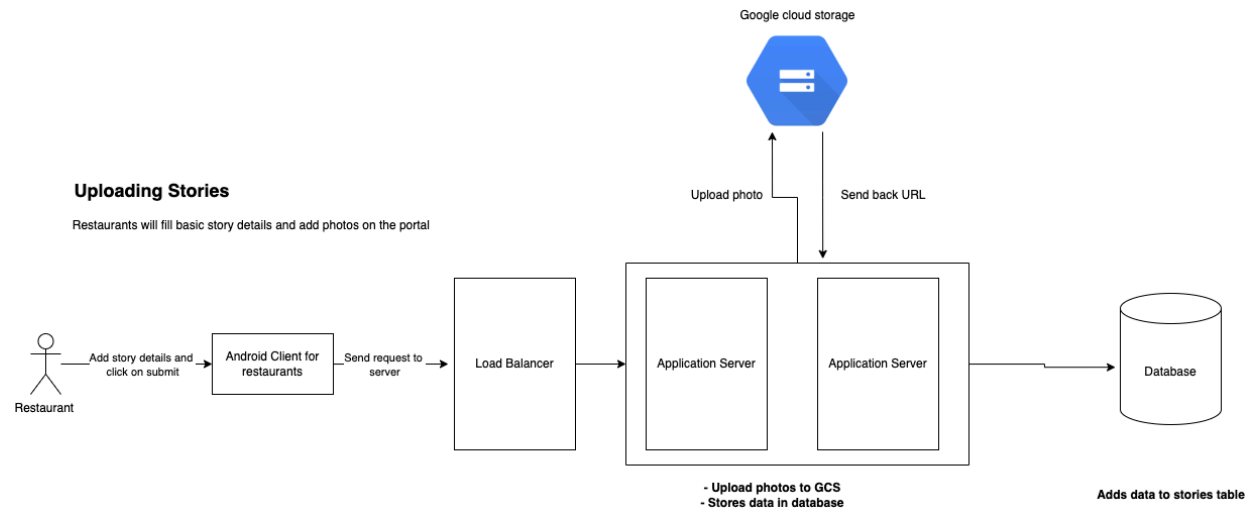 Google cloud storage
Uploading Stories
Upload photo
Send back URL
Restaurants will fill basic story details and add photos on the portal
Add story details and
click on submit
Restaurant
Android Client for
restaurants
Send request to
server
Load Balancer
Application Server
Application Server
Database
- Upload photos to GCS
- Stores data in database
Adds data to stories table